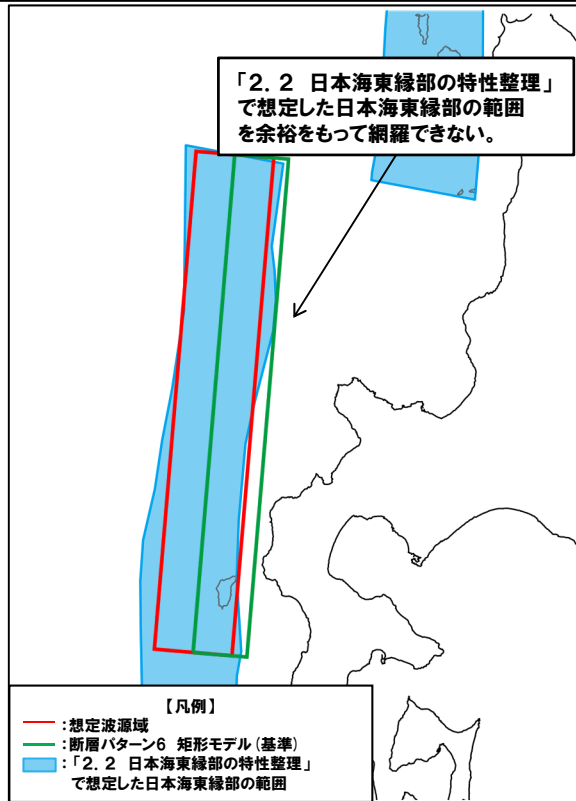 「2.2 日本海東縁部の特性整理」
で想定した日本海東縁部の範囲
を余裕をもって網羅できない。
【凡例】
:想定波源域
:断層パターン6 矩形モデル(基準)
:「2.2 日本海東縁部の特性整理」
で想定した日本海東縁部の範囲